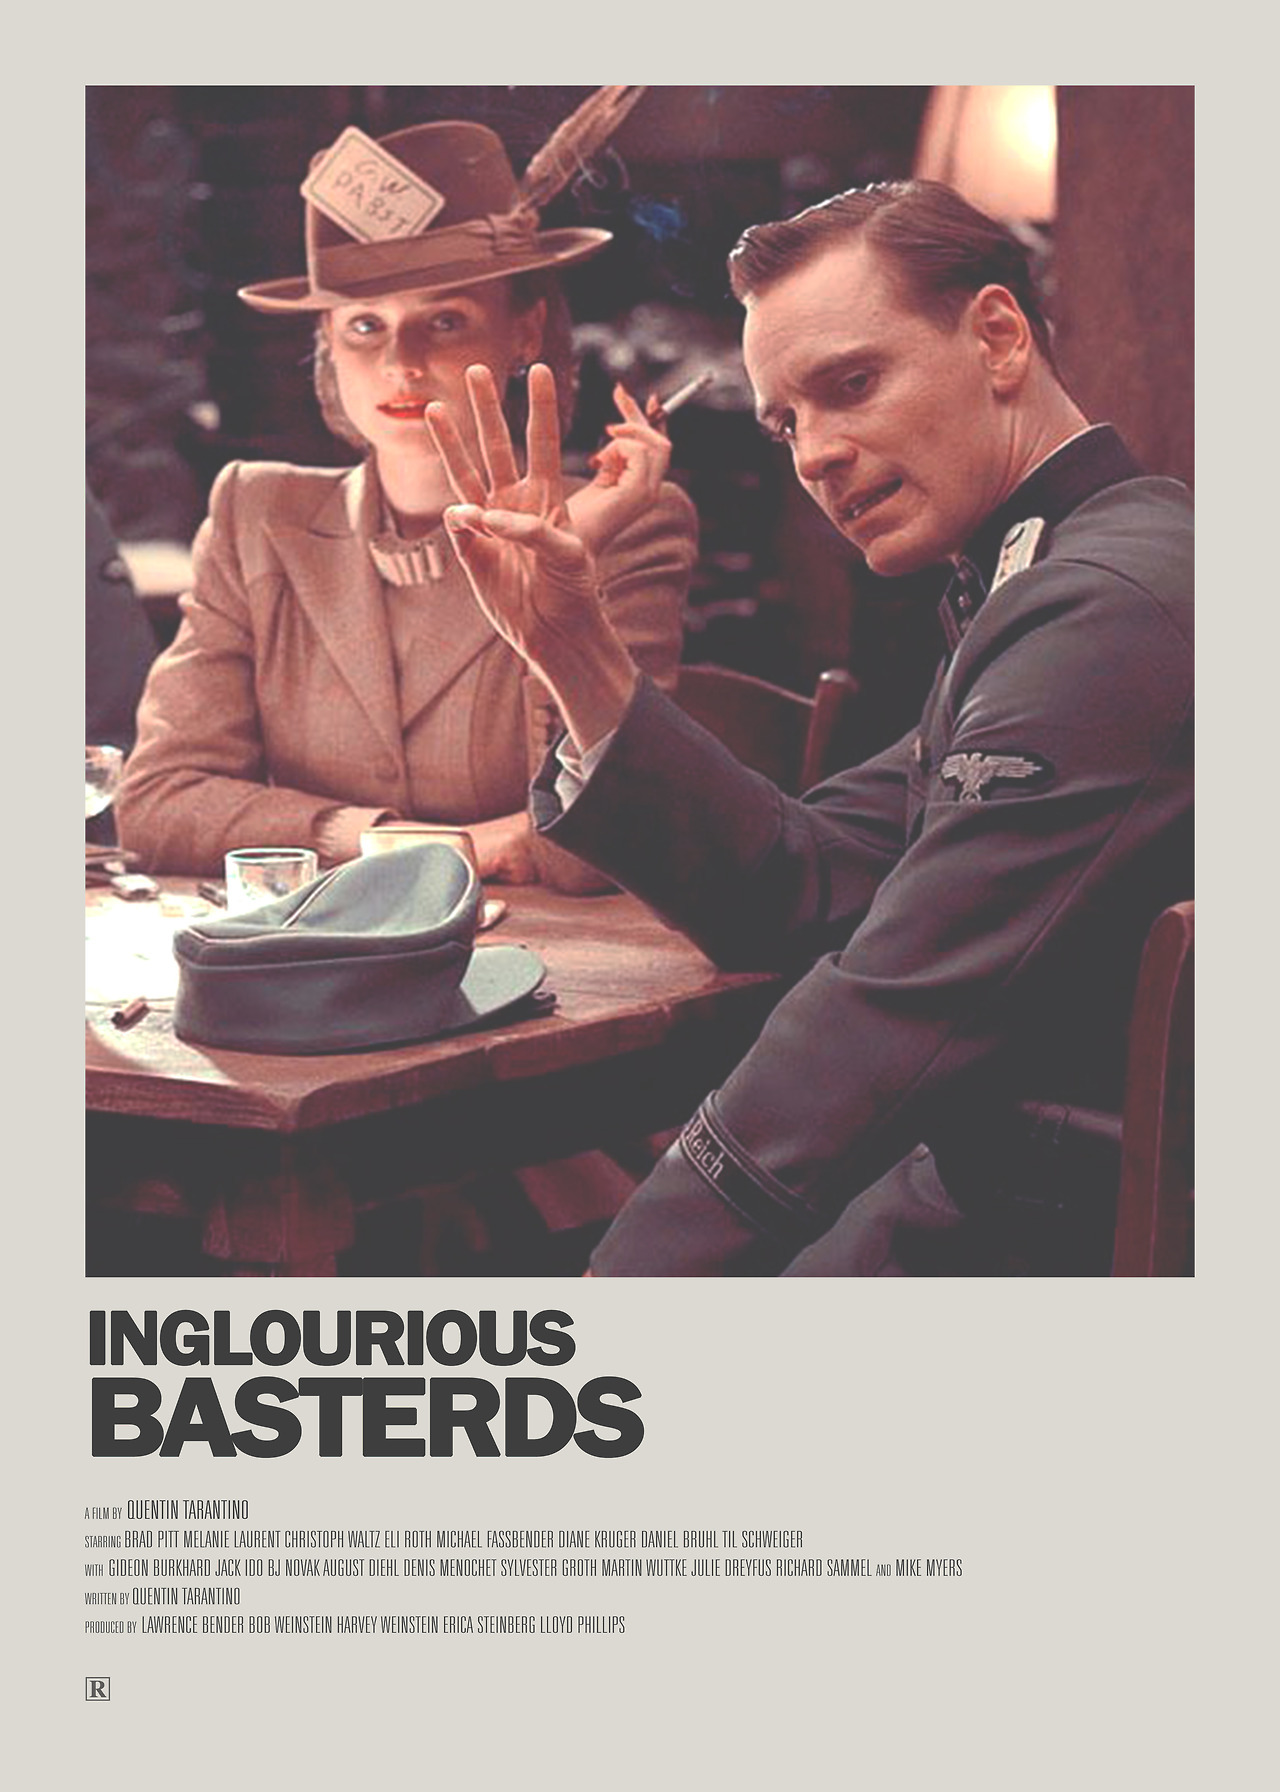 GW
PABST
Reich
INGLOURIOUS
BASTERDS
A FILM BY QUENTIN TARANTINO
STARRING BRAD PITT MELANIE LAURENT CHRISTOPH WALTZ ELI ROTH MICHAEL FASSBENDER DIANE KRUGER DANIEL BRUHL TIL SCHWEIGER
WITH GIDEON BURKHARD JACK IDO BJ NOVAK AUGUST DIEHL DENIS MENOCHET SYLVESTER GROTH MARTIN WUTTKE JULIE DREYFUS RICHARD SAMMEL AND MIKE MYERS
WRITTEN BY QUENTIN TARANTINO
PRODUCED BY LAWRENCE BENDER BOB WEINSTEIN HARVEY WEINSTEIN ERICA STEINBERG LLOYD PHILLIPS
R